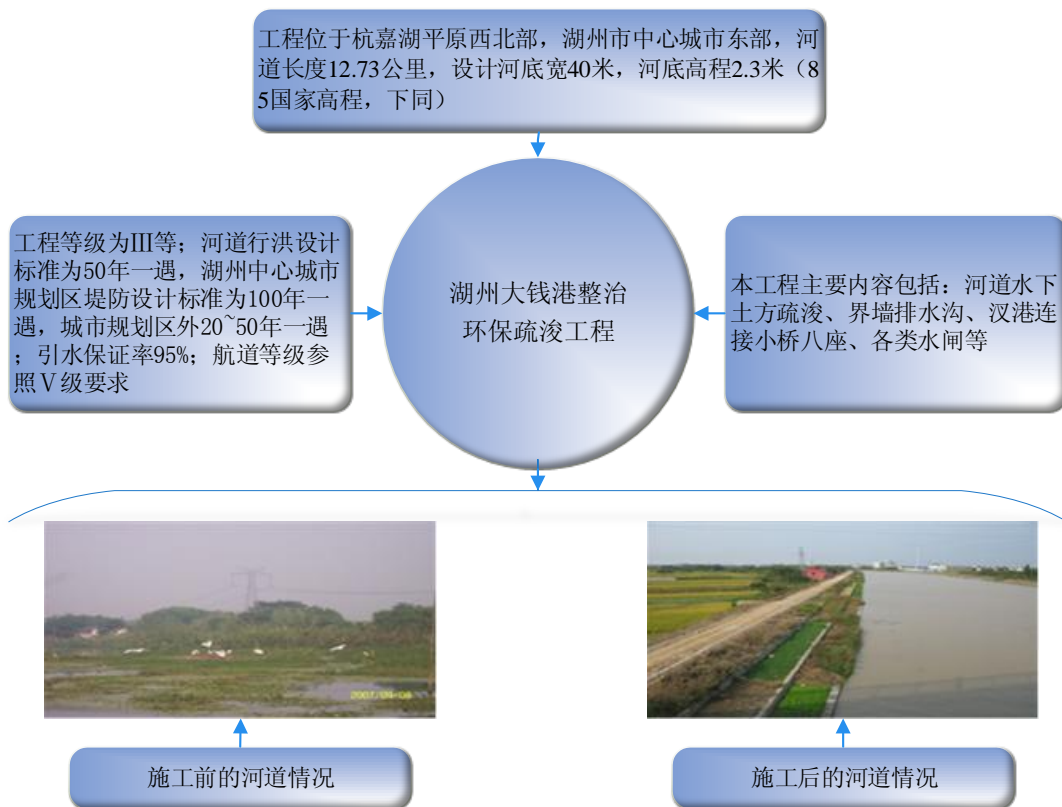 工程位于杭嘉湖平原西北部，湖州市中心城市东部，河
道长度12.73公里，设计河底宽40米，河底高程2.3米（8
5国家高程，下同）
工程等级为Ⅲ等；河道行洪设计
标准为50年一遇，湖州中心城市
规划区堤防设计标准为100年一
遇，城市规划区外20~50年一遇
；引水保证率95%；航道等级参
照Ⅴ级要求
湖州大钱港整治
环保疏浚工程
本工程主要内容包括：河道水下
土方疏浚、界墙排水沟、汊港连
接小桥八座、各类水闸等
施工前的河道情况
施工后的河道情况